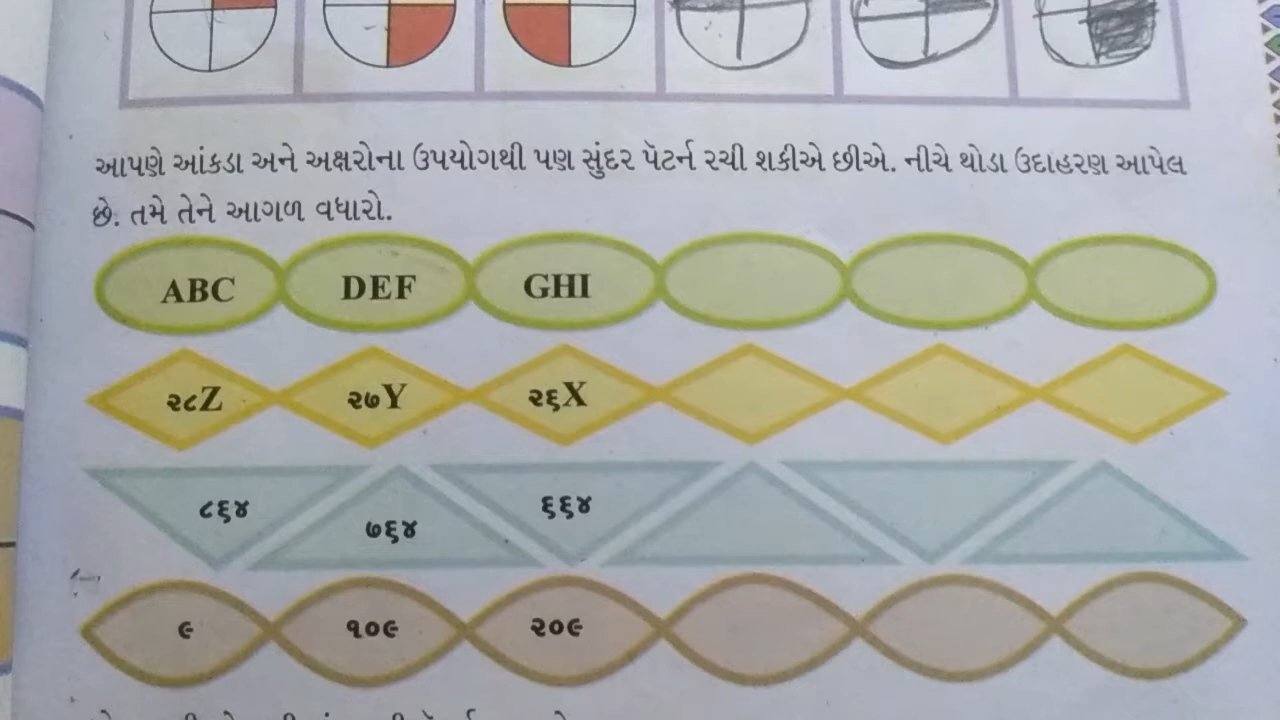 આપણે આંકડા અને અક્ષરોના ઉપયોગથી પણ સુંદર પૅટર્ન રચી શકીએ છીએ. નીચે થોડા ઉદાહરણ આપેલ
છે. તમે તેને આગળ વધારો.
ABC DEF GHI
૨૮Z ૨૭Y ૨૬X
૮૬૪ ૭૬૪ ૬૬૪
૯ ૧૦૯ ૨૦૯